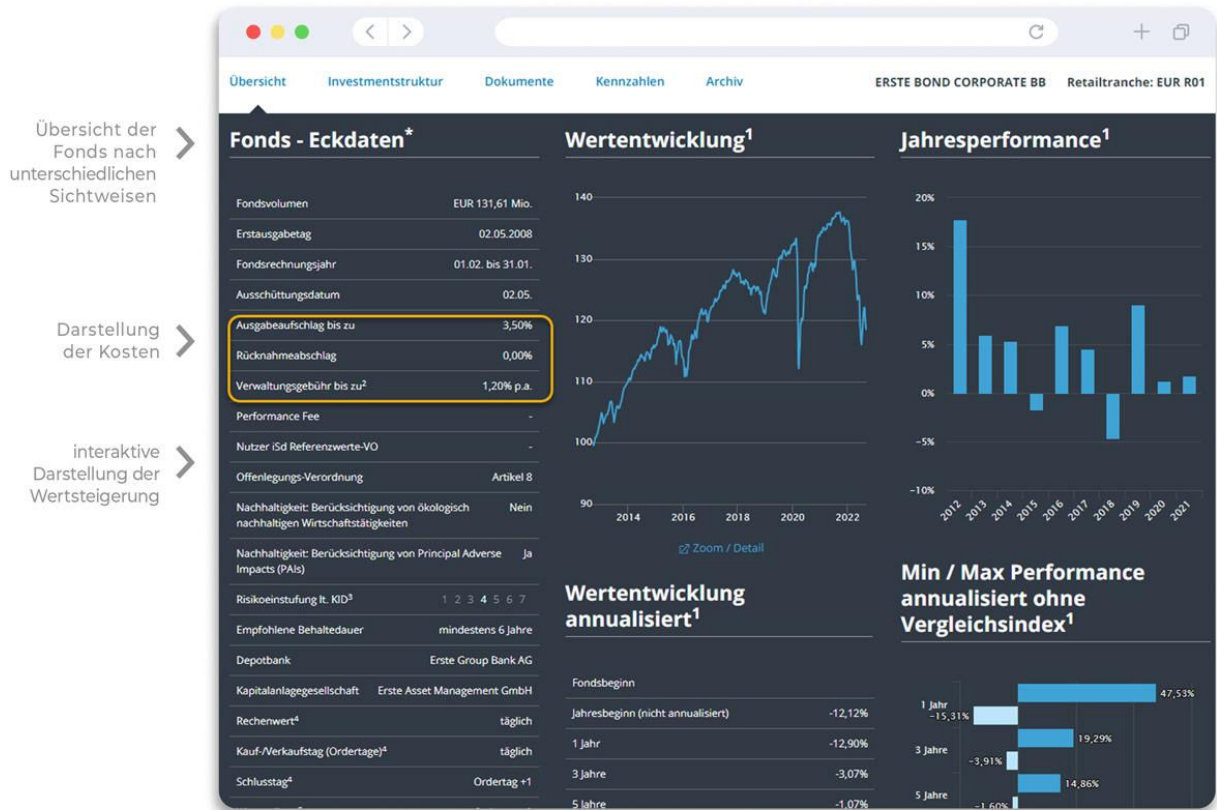 Übersicht der
Fonds nach
unterschiedlichen
Sichtweisen
Darstellung
der Kosten
interaktive
Darstellung der
Wertsteigerung
Übersicht Investmentstruktur Dokumente Kennzahlen Archiv ERSTE BOND CORPORATE BB Retailtranche: EUR R01
Fonds - Eckdaten*
Fondsvolumen EUR 131,61 Mio.
Erstausgabetag 02.05.2008
Fondsrechnungsjahr 01.02. bis 31.01.
Ausschüttungsdatum 02.05.
Ausgabeaufschlag bis zu 3,50%
Rücknahmeabschlag 0,00%
Verwaltungsgebühr bis zu² 1,20% p.a.
Performance Fee -
Nutzer iSd Referenzwerte-VO -
Offenlegungs-Verordnung Artikel 8
Nachhaltigkeit: Berücksichtigung von ökologisch Nein
nachhaltigen Wirtschaftstätigkeiten
Nachhaltigkeit: Berücksichtigung von Principal Adverse Ja
Impacts (PAIs)
Risikoeinstufung lt. KID³ 1 2 3 4 5 6 7
Empfohlene Behaltedauer mindestens 6 Jahre
Depotbank Erste Group Bank AG
Kapitalanlagegesellschaft Erste Asset Management GmbH
Rechenwert⁴ täglich
Kauf-/Verkaufstag (Ordertage)⁴ täglich
Schlusstag⁴ Ordertag +1
Wertentwicklung¹
140
130
120
110
100
90
2014 2016 2018 2020 2022
Zoom / Detail
Wertentwicklung
annualisiert¹
Fondsbeginn
Jahresbeginn (nicht annualisiert) -12,12%
1 Jahr -12,90%
3 Jahre -3,07%
5 Jahre -1,07%
Jahresperformance¹
20%
15%
10%
5%
0%
-5%
-10%
2012 2013 2014 2015 2016 2017 2018 2019 2020 2021
Min / Max Performance
annualisiert ohne
Vergleichsindex¹
1 Jahr 47,53%
-15,31%
3 Jahre 19,29%
-3,91%
5 Jahre 14,86%
-1,60%